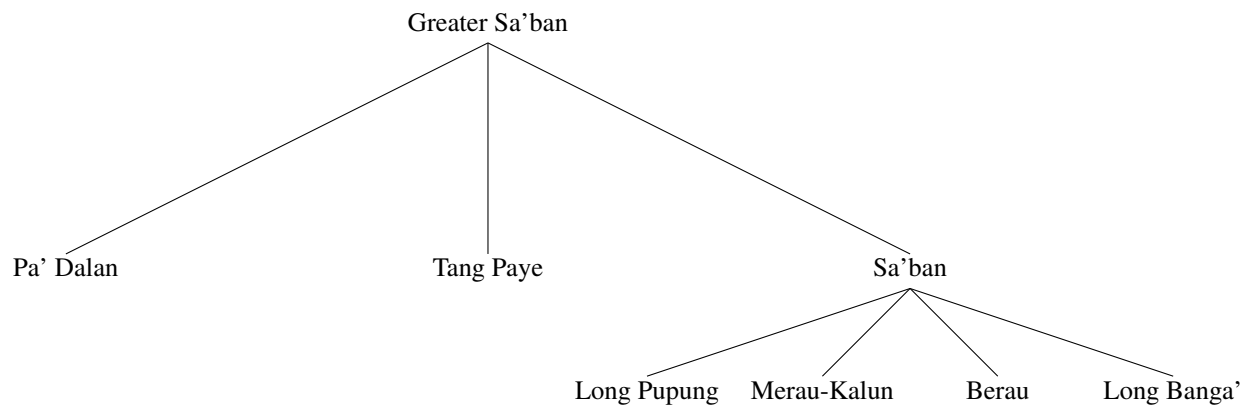 Greater Sa’ban
Pa’ Dalan Tang Paye Sa’ban
Long Pupung Merau-Kalun Berau Long Banga’